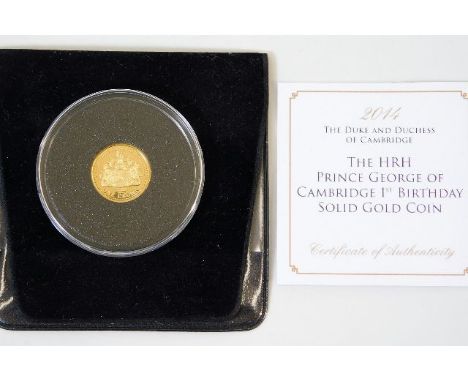 2014
THE DUKE AND DUCHESS
OF CAMBRIDGE
THE HRH
PRINCE GEORGE OF
CAMBRIDGE 1ST BIRTHDAY
SOLID GOLD COIN
Certificate of Authenticity